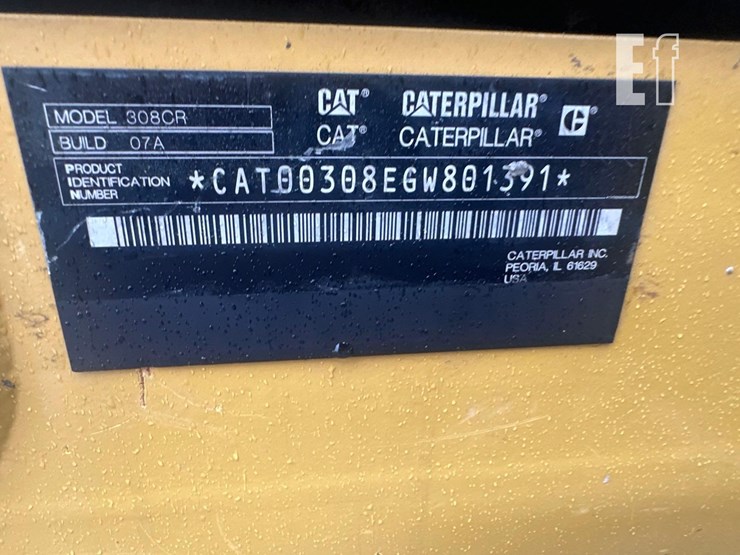 Ef
CAT® CATERPILLAR® C
MODEL 308CR
CAT® CATERPILLAR®
BUILD 07A
PRODUCT
IDENTIFICATION
NUMBER
*CAT00308EGW801391*
CATERPILLAR INC.
PEORIA, IL 61629
USA